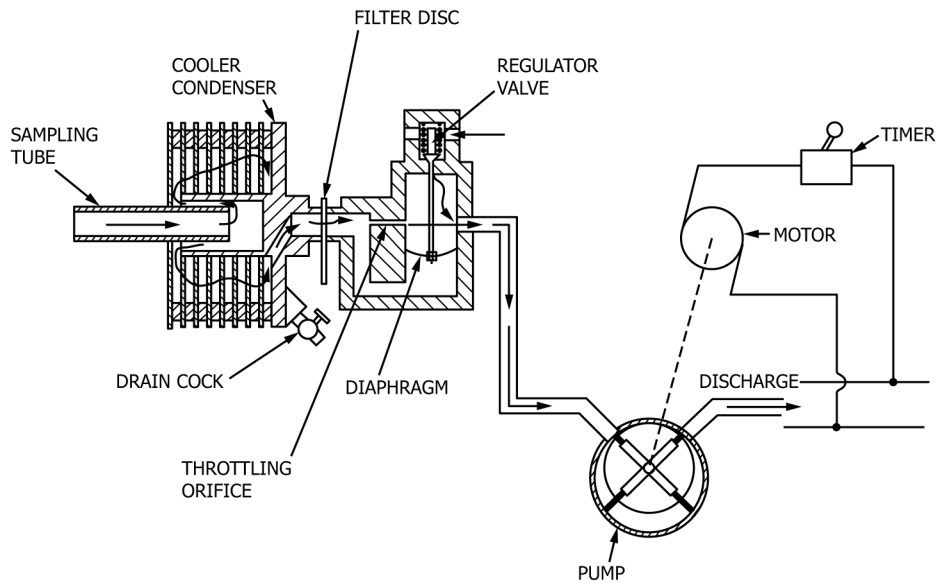 FILTER DISC
COOLER
CONDENSER
REGULATOR
VALVE
SAMPLING
TUBE
TIMER
MOTOR
DRAIN COCK
DIAPHRAGM
DISCHARGE
THROTTLING
ORIFICE
PUMP